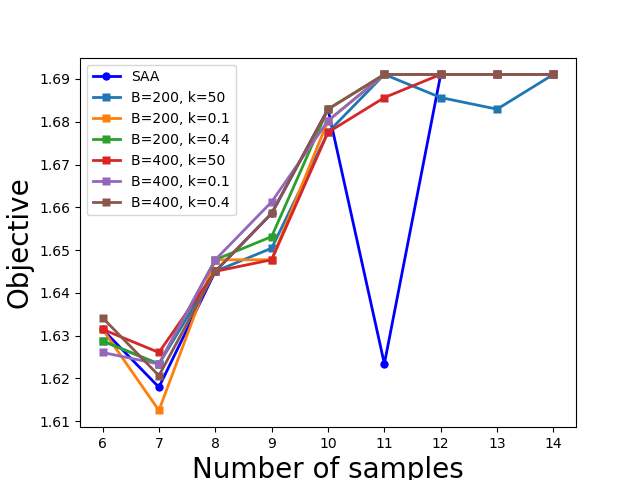 SAA
B=200, k=50
B=200, k=0.1
B=200, k=0.4
B=400, k=50
B=400, k=0.1
B=400, k=0.4
1.69
1.68
1.67
1.66
1.65
1.64
1.63
1.62
1.61
Objective
6 7 8 9 10 11 12 13 14
Number of samples